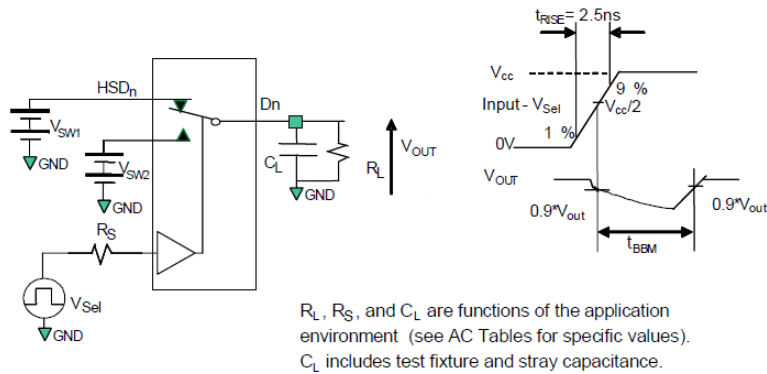 tRISE= 2.5ns
HSDn
Dn
VSW1
GND
VSW2
GND
RS
VSel
GND
CL
RL
GND
VOUT
Vcc
9 %
Input - VSel
Vcc/2
1 %
0V
VOUT
0.9*Vout
0.9*Vout
tBBM
RL, RS, and CL are functions of the application
environment (see AC Tables for specific values).
CL includes test fixture and stray capacitance.